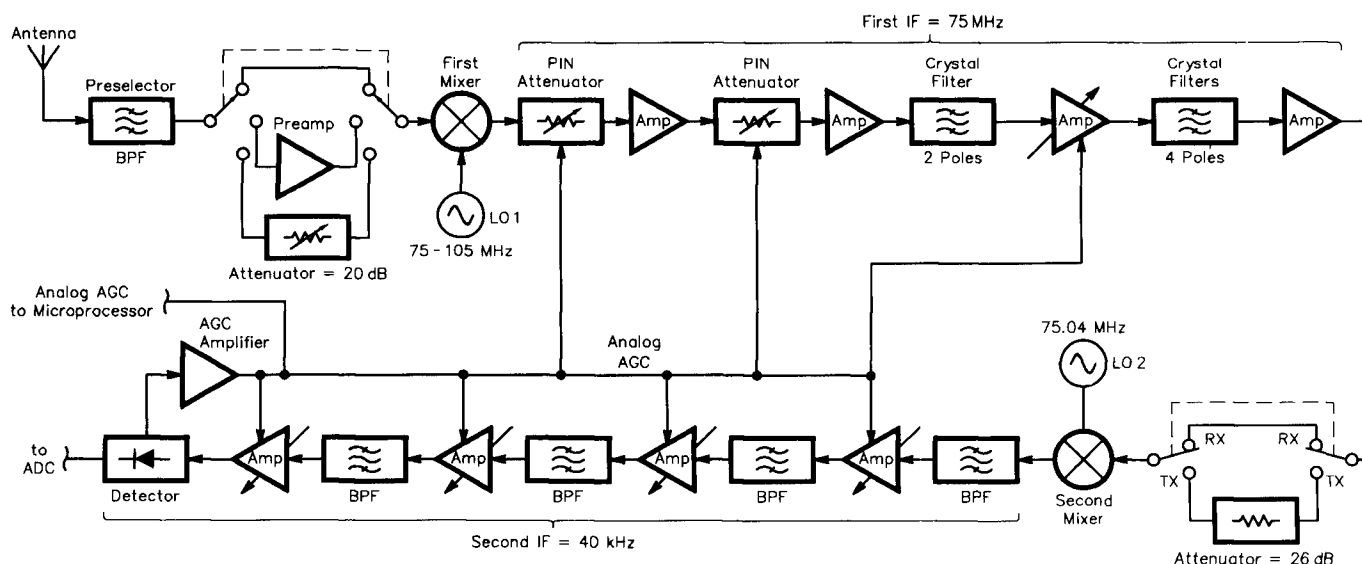 First IF = 75 MHz
Antenna
Preselector
BPF
Preamp
Attenuator = 20 dB
First
Mixer
LO 1
75 - 105 MHz
PIN
Attenuator
Amp
PIN
Attenuator
Amp
Crystal
Filter
2 Poles
Amp
Crystal
Filters
4 Poles
Amp
Analog AGC
to Microprocessor
AGC
Amplifier
Analog
AGC
75.04 MHz
LO 2
to
ADC
Detector
Amp
BPF
Amp
BPF
Amp
BPF
Amp
BPF
Second
Mixer
RX
RX
TX
TX
Attenuator = 26 dB
Second IF = 40 kHz